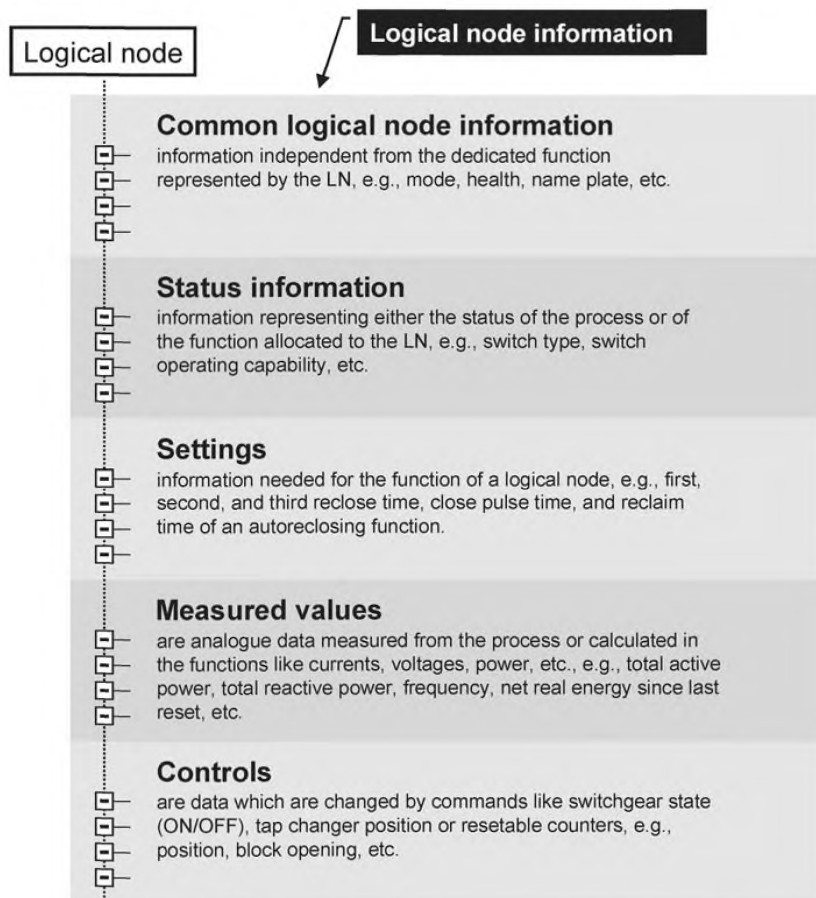 Logical node information
Logical node
Common logical node information
information independent from the dedicated function
represented by the LN, e.g., mode, health, name plate, etc.
Status information
information representing either the status of the process or of
the function allocated to the LN, e.g., switch type, switch
operating capability, etc.
Settings
information needed for the function of a logical node, e.g., first,
second, and third reclose time, close pulse time, and reclaim
time of an autoreclosing function.
Measured values
are analogue data measured from the process or calculated in
the functions like currents, voltages, power, etc., e.g., total active
power, total reactive power, frequency, net real energy since last
reset, etc.
Controls
are data which are changed by commands like switchgear state
(ON/OFF), tap changer position or resetable counters, e.g.,
position, block opening, etc.